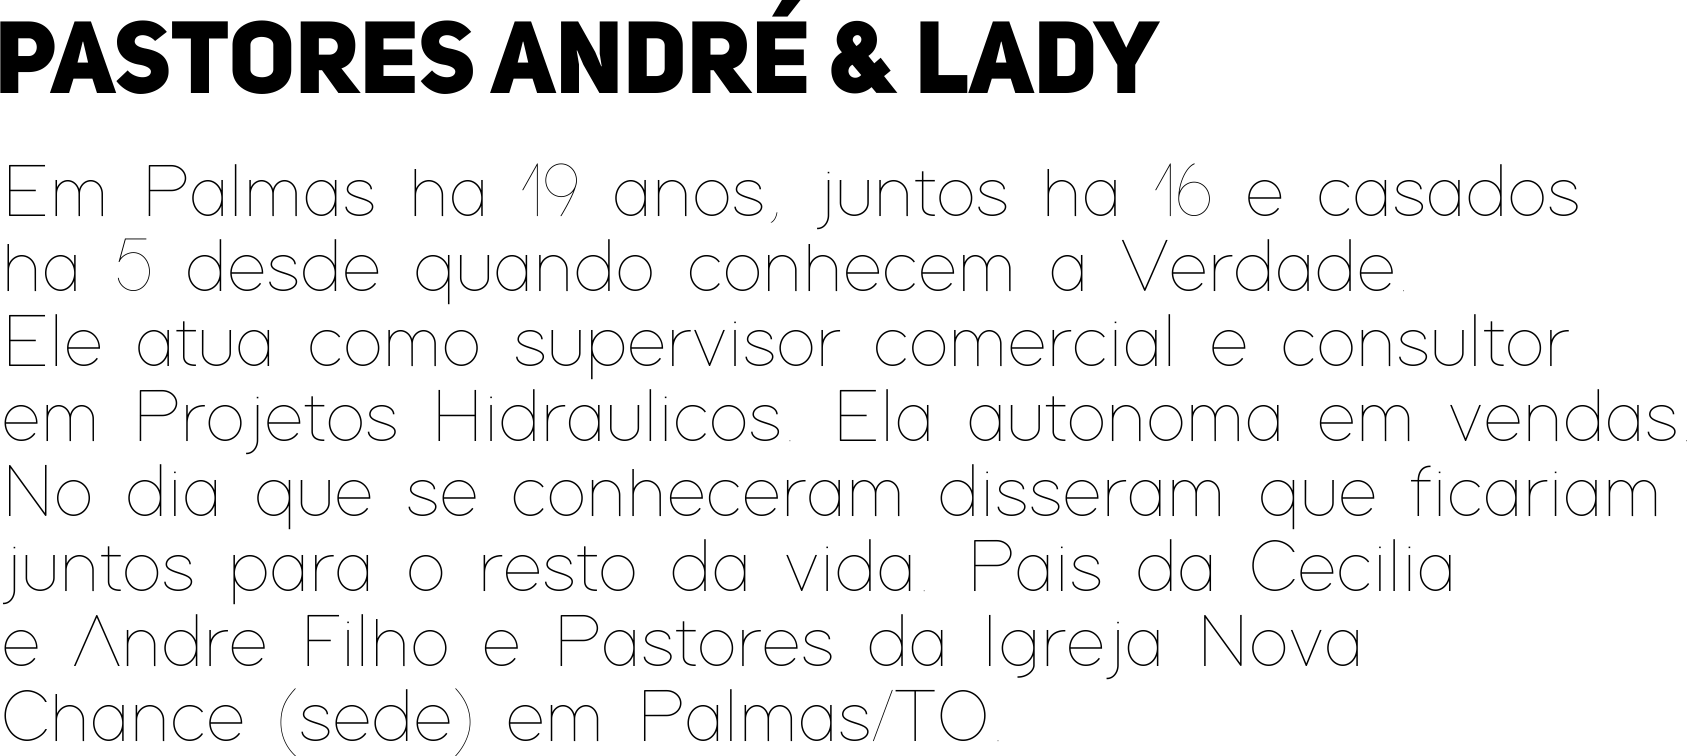 PASTORES ANDRÉ & LADY
Em Palmas ha 19 anos, juntos ha 16 e casados
ha 5 desde quando conhecem a Verdade.
Ele atua como supervisor comercial e consultor
em Projetos Hidraulicos. Ela autonoma em vendas.
No dia que se conheceram disseram que ficariam
juntos para o resto da vida. Pais da Cecilia
e Andre Filho e Pastores da Igreja Nova
Chance (sede) em Palmas/TO.